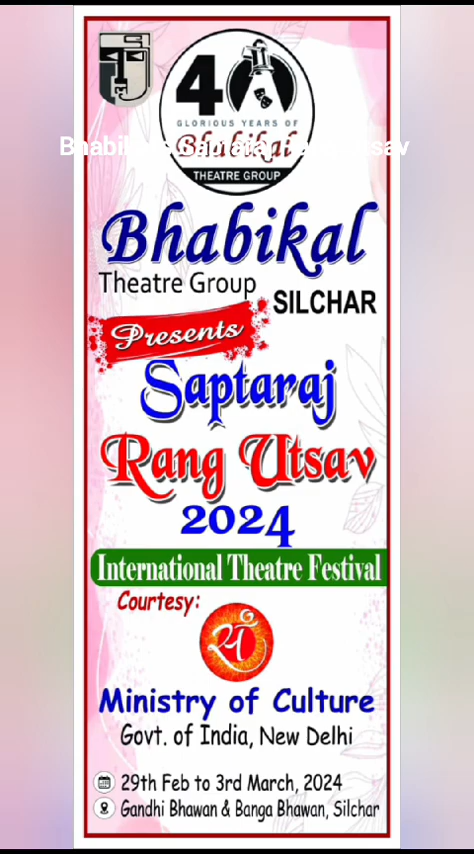 40
GLORIOUS YEARS OF
Bhabikal
THEATRE GROUP
Bhabikal
Theatre Group
SILCHAR
Presents
Saptaraj
Rang Utsav
2024
International Theatre Festival
Courtesy:
Ministry of Culture
Govt. of India, New Delhi
29th Feb to 3rd March, 2024
Gandhi Bhawan & Banga Bhawan, Silchar